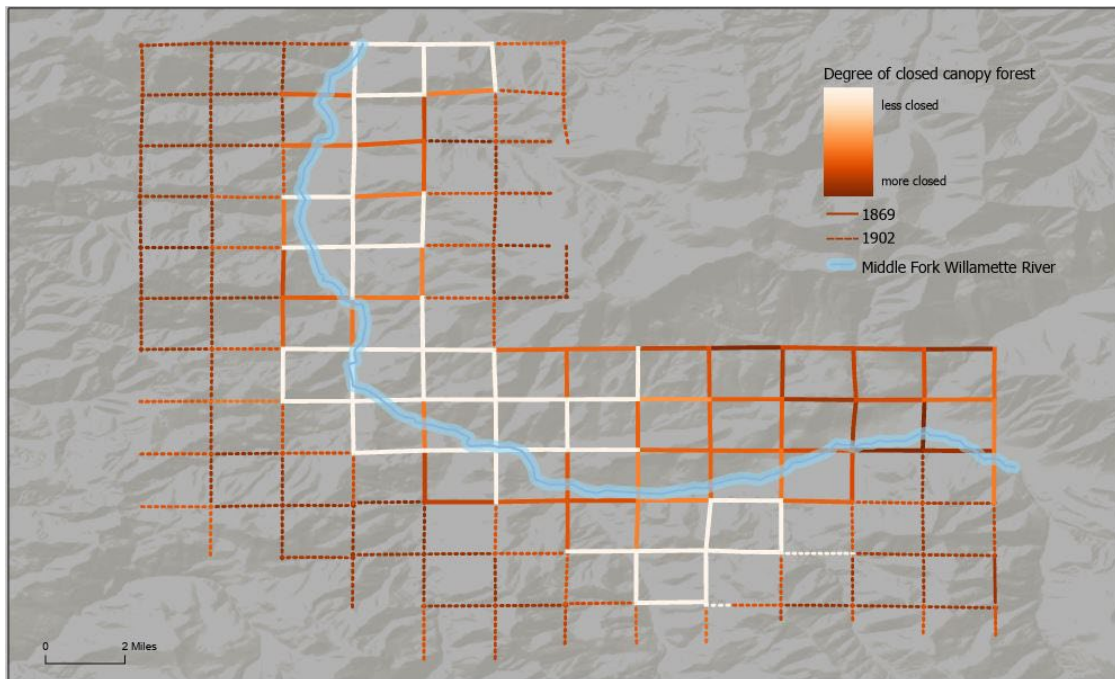 Degree of closed canopy forest
less closed
more closed
1869
1902
Middle Fork Willamette River
0 2 Miles